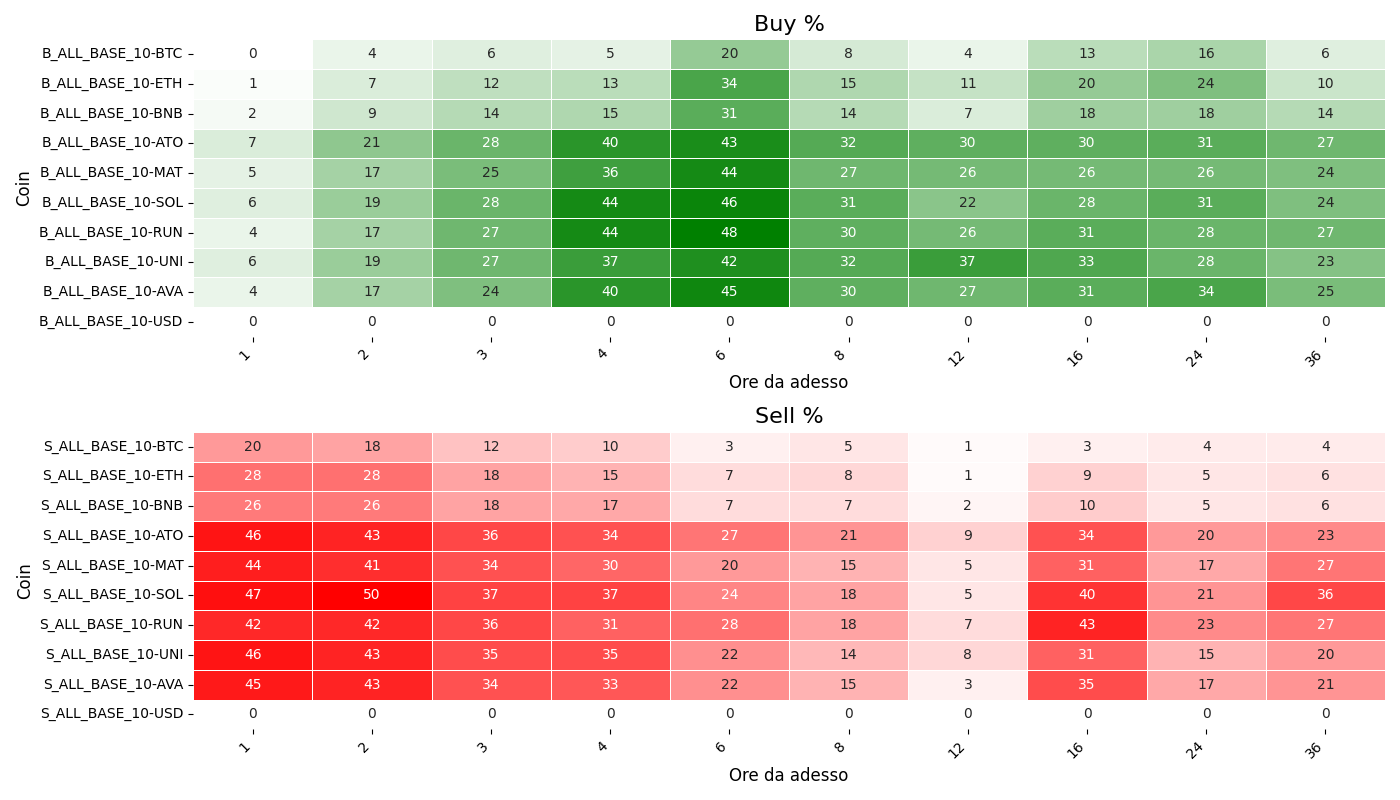 Buy %
Coin
B_ALL_BASE_10-BTC 0 4 6 5 20 8 4 13 16 6
B_ALL_BASE_10-ETH 1 7 12 13 34 15 11 20 24 10
B_ALL_BASE_10-BNB 2 9 14 15 31 14 7 18 18 14
B_ALL_BASE_10-ATO 7 21 28 40 43 32 30 30 31 27
B_ALL_BASE_10-MAT 5 17 25 36 44 27 26 26 26 24
B_ALL_BASE_10-SOL 6 19 28 44 46 31 22 28 31 24
B_ALL_BASE_10-RUN 4 17 27 44 48 30 26 31 28 27
B_ALL_BASE_10-UNI 6 19 27 37 42 32 37 33 28 23
B_ALL_BASE_10-AVA 4 17 24 40 45 30 27 31 34 25
B_ALL_BASE_10-USD 0 0 0 0 0 0 0 0 0 0
1 2 3 4 6 8 12 16 24 36
Ore da adesso
Sell %
Coin
S_ALL_BASE_10-BTC 20 18 12 10 3 5 1 3 4 4
S_ALL_BASE_10-ETH 28 28 18 15 7 8 1 9 5 6
S_ALL_BASE_10-BNB 26 26 18 17 7 7 2 10 5 6
S_ALL_BASE_10-ATO 46 43 36 34 27 21 9 34 20 23
S_ALL_BASE_10-MAT 44 41 34 30 20 15 5 31 17 27
S_ALL_BASE_10-SOL 47 50 37 37 24 18 5 40 21 36
S_ALL_BASE_10-RUN 42 42 36 31 28 18 7 43 23 27
S_ALL_BASE_10-UNI 46 43 35 35 22 14 8 31 15 20
S_ALL_BASE_10-AVA 45 43 34 33 22 15 3 35 17 21
S_ALL_BASE_10-USD 0 0 0 0 0 0 0 0 0 0
1 2 3 4 6 8 12 16 24 36
Ore da adesso